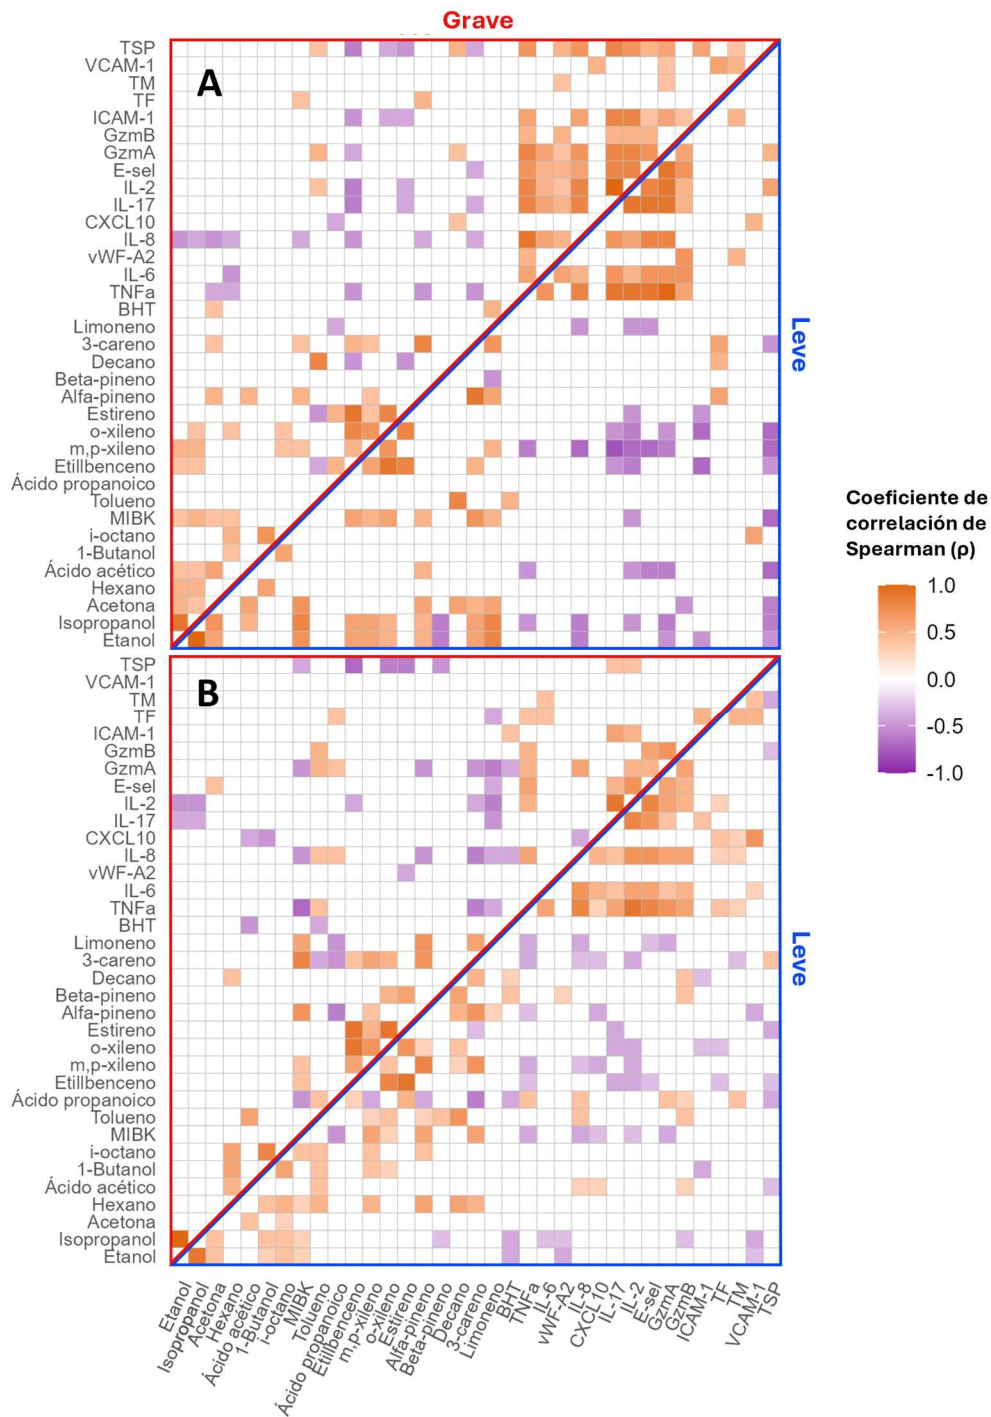 Grave
A
TSP
VCAM-1
TM
TF
ICAM-1
GzmB
GzmA
E-sel
IL-2
IL-17
CXCL10
IL-8
vWF-A2
IL-6
TNFa
BHT
Limoneno
3-careno
Decano
Beta-pineno
Alfa-pineno
Estireno
o-xileno
m,p-xileno
Etillbenceno
Ácido propanoico
Tolueno
MIBK
i-octano
1-Butanol
Ácido acético
Hexano
Acetona
Isopropanol
Etanol
Leve
B
TSP
VCAM-1
TM
TF
ICAM-1
GzmB
GzmA
E-sel
IL-2
IL-17
CXCL10
IL-8
vWF-A2
IL-6
TNFa
BHT
Limoneno
3-careno
Decano
Beta-pineno
Alfa-pineno
Estireno
o-xileno
m,p-xileno
Etillbenceno
Ácido propanoico
Tolueno
MIBK
i-octano
1-Butanol
Ácido acético
Hexano
Acetona
Isopropanol
Etanol
Leve
Etanol
Isopropanol
Acetona
Hexano
Ácido acético
1-Butanol
i-octano
MIBK
Tolueno
Ácido propanoico
Etillbenceno
m,p-xileno
o-xileno
Estireno
Alfa-pineno
Beta-pineno
Decano
3-careno
Limoneno
BHT
TNFa
IL-6
vWF-A2
IL-8
CXCL10
IL-17
IL-2
E-sel
GzmA
GzmB
ICAM-1
TF
TM
VCAM-1
TSP
Coeficiente de
correlación de
Spearman (ρ)
1.0
0.5
0.0
-0.5
-1.0